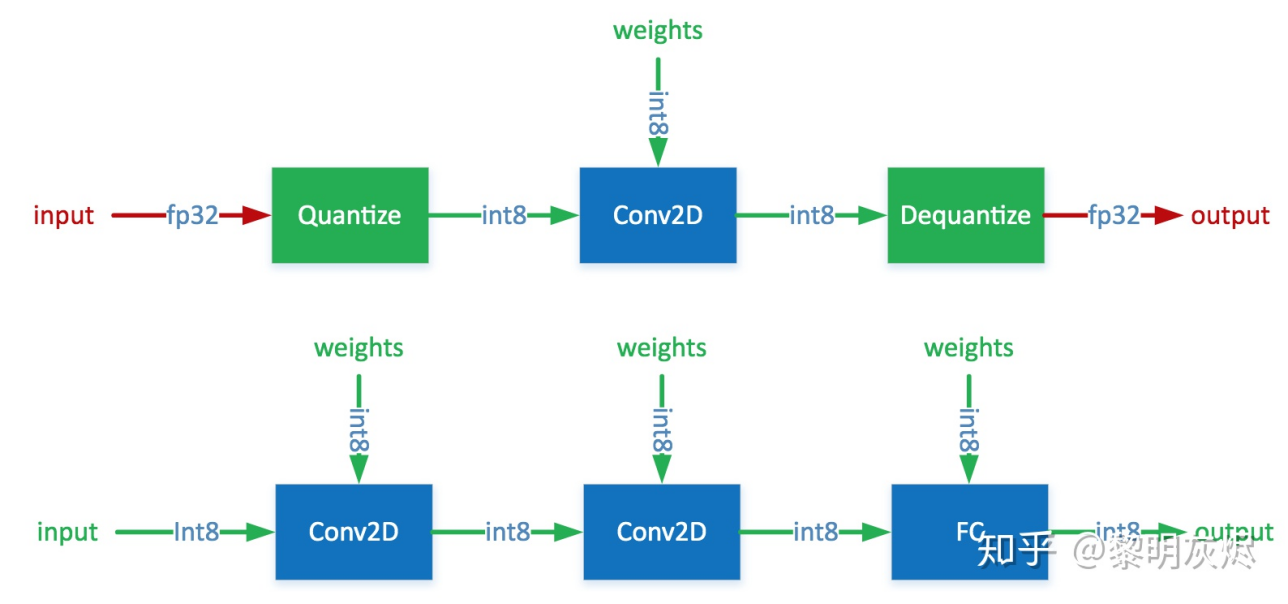 weights
int8
input fp32 Quantize int8 Conv2D int8 Dequantize fp32 output
weights weights weights
int8 int8 int8
input Int8 Conv2D int8 Conv2D int8 FC int8 output
知乎 @黎明灰烬